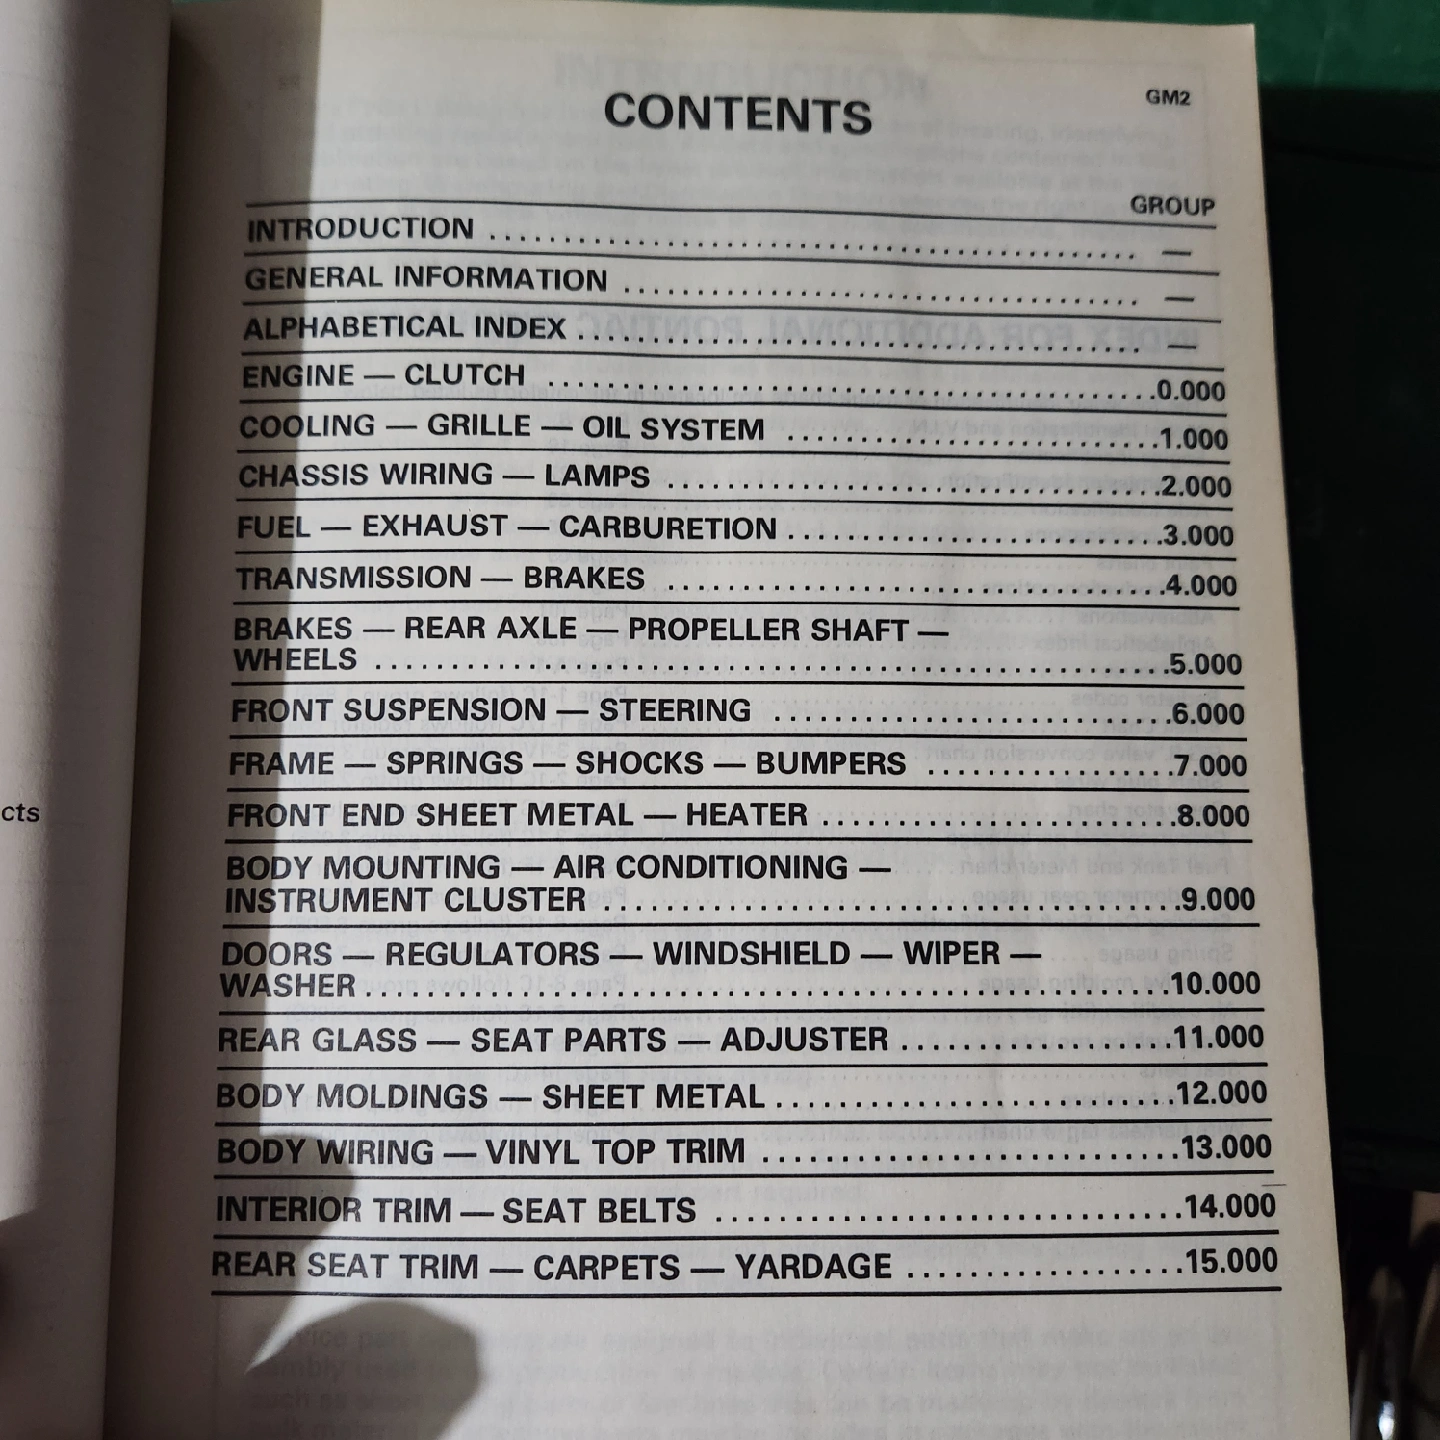 CONTENTS
GM2
GROUP
INTRODUCTION ........................................ —
GENERAL INFORMATION ................................ —
ALPHABETICAL INDEX .................................. —
ENGINE — CLUTCH .....................................0.000
COOLING — GRILLE — OIL SYSTEM .......................1.000
CHASSIS WIRING — LAMPS ..............................2.000
FUEL — EXHAUST — CARBURETION ........................3.000
TRANSMISSION — BRAKES ...............................4.000
BRAKES — REAR AXLE — PROPELLER SHAFT —
WHEELS ..............................................5.000
FRONT SUSPENSION — STEERING .........................6.000
FRAME — SPRINGS — SHOCKS — BUMPERS ...............7.000
FRONT END SHEET METAL — HEATER ......................8.000
BODY MOUNTING — AIR CONDITIONING —
INSTRUMENT CLUSTER ..................................9.000
DOORS — REGULATORS — WINDSHIELD — WIPER —
WASHER .............................................10.000
REAR GLASS — SEAT PARTS — ADJUSTER .................11.000
BODY MOLDINGS — SHEET METAL ........................12.000
BODY WIRING — VINYL TOP TRIM .......................13.000
INTERIOR TRIM — SEAT BELTS .........................14.000
REAR SEAT TRIM — CARPETS — YARDAGE .................15.000
cts